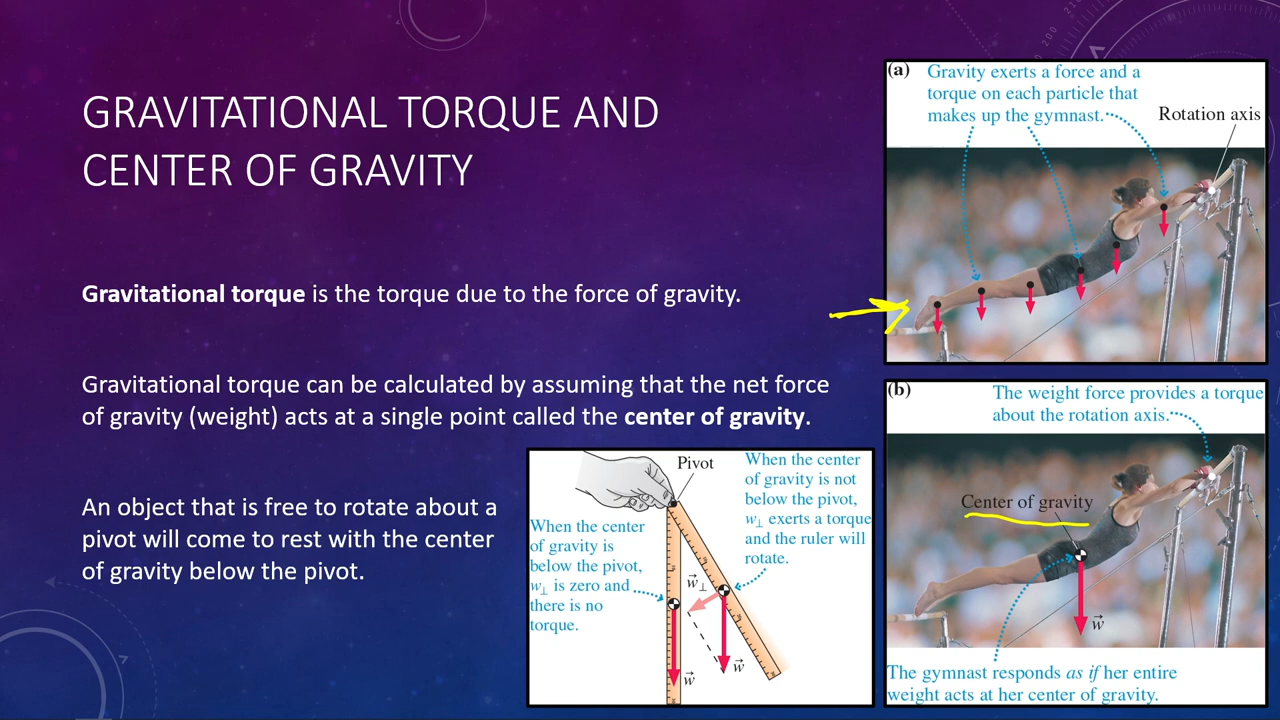 GRAVITATIONAL TORQUE AND
CENTER OF GRAVITY
Gravitational torque is the torque due to the force of gravity.
Gravitational torque can be calculated by assuming that the net force
of gravity (weight) acts at a single point called the center of gravity.
An object that is free to rotate about a
pivot will come to rest with the center
of gravity below the pivot.
Pivot
When the center
of gravity is
below the pivot,
w⊥ is zero and
there is no
torque.
When the center
of gravity is not
below the pivot,
w⊥ exerts a torque
and the ruler will
rotate.
w⃗⊥
w⃗
w⃗
(a)
Gravity exerts a force and a
torque on each particle that
makes up the gymnast.
Rotation axis
(b)
The weight force provides a torque
about the rotation axis.
Center of gravity
w⃗
The gymnast responds as if her entire
weight acts at her center of gravity.
200